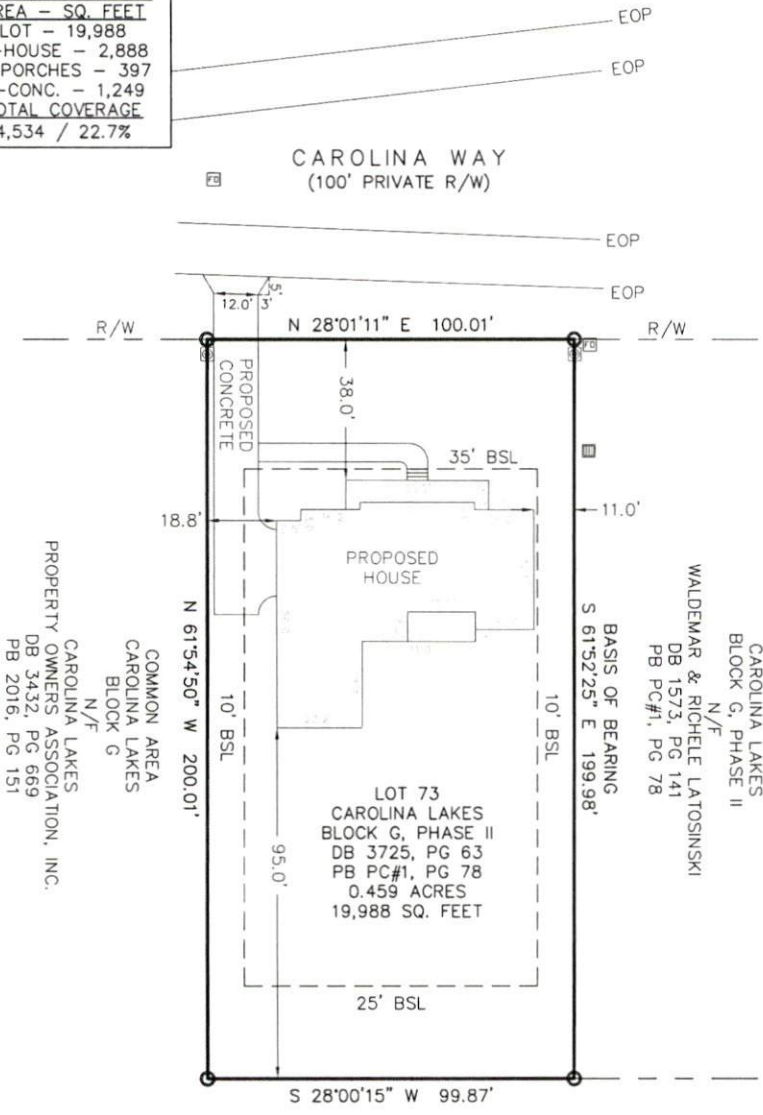 REA – SQ. FEET
LOT – 19,988
-HOUSE – 2,888
PORCHES – 397
-CONC. – 1,249
OTAL COVERAGE
4,534 / 22.7%
EOP
EOP
CAROLINA WAY
(100' PRIVATE R/W)
FO
EOP
EOP
12.0'
3'
5'
R/W
N 28°01'11" E 100.01'
R/W
FO
PROPOSED
CONCRETE
38.0'
35' BSL
18.8'
11.0'
PROPOSED
HOUSE
N 61°54'50" W 200.01'
10' BSL
10' BSL
BASIS OF BEARING
S 61°52'25" E 199.98'
COMMON AREA
CAROLINA LAKES
BLOCK G
N/F
CAROLINA LAKES
PROPERTY OWNERS ASSOCIATION, INC.
DB 3432, PG 669
PB 2016, PG 151
CAROLINA LAKES
BLOCK G, PHASE II
N/F
WALDEMAR & RICHELE LATOSINSKI
DB 1573, PG 141
PB PC#1, PG 78
95.0'
LOT 73
CAROLINA LAKES
BLOCK G, PHASE II
DB 3725, PG 63
PB PC#1, PG 78
0.459 ACRES
19,988 SQ. FEET
25' BSL
S 28°00'15" W 99.87'